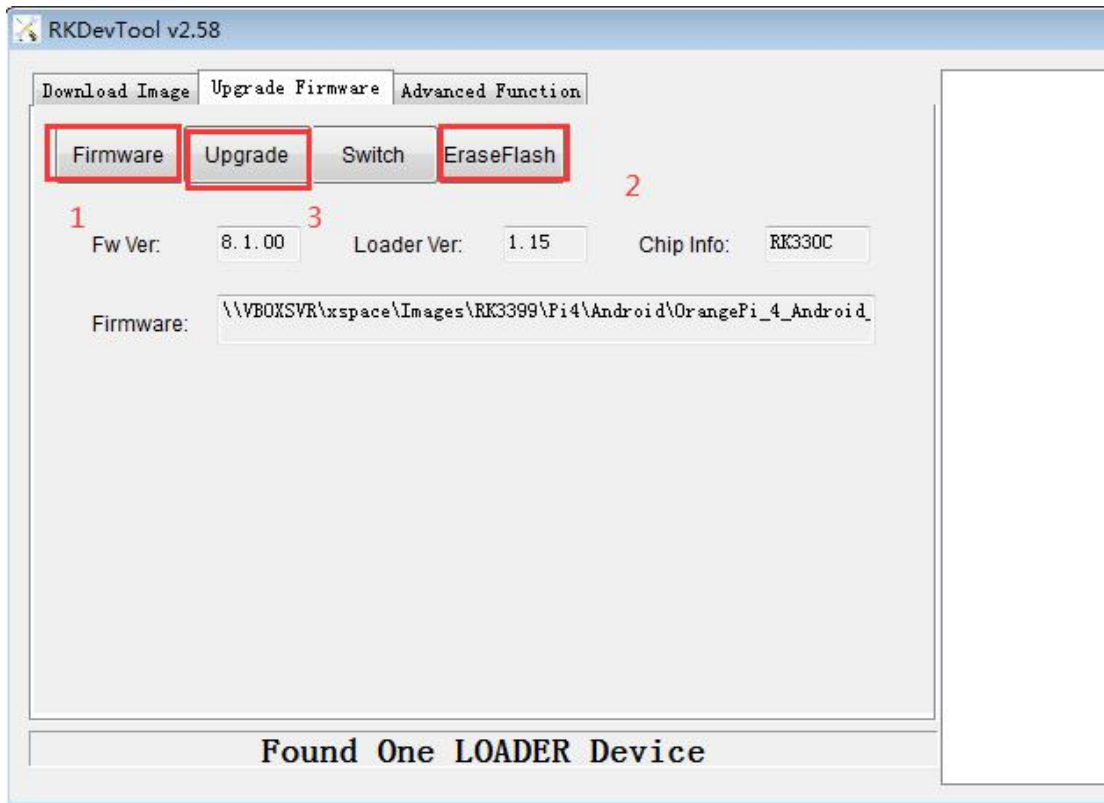 RKDevTool v2.58
Download Image Upgrade Firmware Advanced Function
Firmware Upgrade Switch EraseFlash
1 3 2
Fw Ver: 8.1.00 Loader Ver: 1.15 Chip Info: RK330C
Firmware: \\VBOXSVR\xspace\Images\RK3399\Pi4\Android\OrangePi_4_Android_
Found One LOADER Device